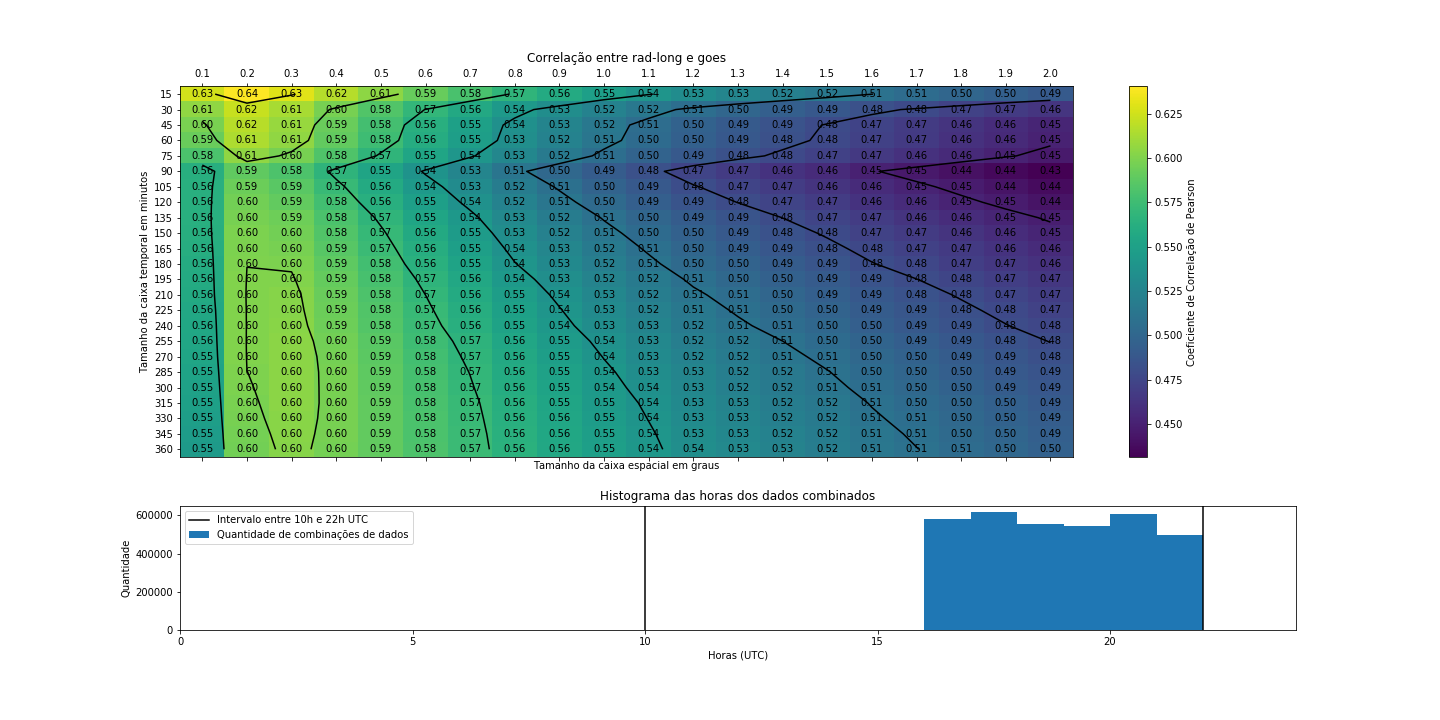 Correlação entre rad-long e goes
0.1 0.2 0.3 0.4 0.5 0.6 0.7 0.8 0.9 1.0 1.1 1.2 1.3 1.4 1.5 1.6 1.7 1.8 1.9 2.0
15 0.63 0.64 0.63 0.62 0.61 0.59 0.58 0.57 0.56 0.55 0.54 0.53 0.53 0.52 0.52 0.51 0.51 0.50 0.50 0.49
30 0.61 0.62 0.61 0.60 0.58 0.57 0.56 0.54 0.53 0.52 0.52 0.51 0.50 0.49 0.49 0.48 0.48 0.47 0.47 0.46
45 0.60 0.62 0.61 0.59 0.58 0.56 0.55 0.54 0.53 0.52 0.51 0.50 0.49 0.49 0.48 0.47 0.47 0.46 0.46 0.45
60 0.59 0.61 0.61 0.59 0.58 0.56 0.55 0.53 0.52 0.51 0.50 0.49 0.49 0.48 0.48 0.47 0.47 0.46 0.46 0.45
75 0.58 0.61 0.60 0.58 0.57 0.55 0.54 0.53 0.52 0.51 0.50 0.49 0.48 0.48 0.47 0.47 0.46 0.46 0.45 0.45
90 0.56 0.59 0.58 0.57 0.55 0.54 0.53 0.51 0.50 0.49 0.48 0.47 0.47 0.46 0.46 0.45 0.45 0.44 0.44 0.43
105 0.56 0.59 0.59 0.57 0.56 0.54 0.53 0.52 0.51 0.50 0.49 0.48 0.47 0.47 0.46 0.46 0.45 0.45 0.44 0.44
120 0.56 0.60 0.59 0.58 0.56 0.55 0.54 0.52 0.51 0.50 0.49 0.49 0.48 0.47 0.47 0.46 0.46 0.45 0.45 0.44
135 0.56 0.60 0.59 0.58 0.57 0.55 0.54 0.53 0.52 0.51 0.50 0.49 0.49 0.48 0.47 0.47 0.46 0.46 0.45 0.45
150 0.56 0.60 0.60 0.58 0.57 0.56 0.55 0.53 0.52 0.51 0.50 0.50 0.49 0.48 0.48 0.47 0.47 0.46 0.46 0.45
165 0.56 0.60 0.60 0.59 0.57 0.56 0.55 0.54 0.53 0.52 0.51 0.50 0.49 0.49 0.48 0.48 0.47 0.47 0.46 0.46
180 0.56 0.60 0.60 0.59 0.58 0.56 0.55 0.54 0.53 0.52 0.51 0.50 0.50 0.49 0.49 0.48 0.48 0.47 0.47 0.46
195 0.56 0.60 0.60 0.59 0.58 0.57 0.56 0.54 0.53 0.52 0.52 0.51 0.50 0.50 0.49 0.49 0.48 0.48 0.47 0.47
210 0.56 0.60 0.60 0.59 0.58 0.57 0.56 0.55 0.54 0.53 0.52 0.51 0.51 0.50 0.49 0.49 0.49 0.48 0.47 0.47
225 0.56 0.60 0.60 0.59 0.58 0.57 0.56 0.55 0.54 0.53 0.52 0.51 0.51 0.50 0.50 0.49 0.49 0.48 0.48 0.47
240 0.56 0.60 0.60 0.59 0.58 0.57 0.56 0.55 0.54 0.53 0.53 0.52 0.51 0.51 0.50 0.50 0.49 0.49 0.48 0.48
255 0.56 0.60 0.60 0.60 0.59 0.58 0.57 0.56 0.55 0.54 0.53 0.52 0.52 0.51 0.50 0.50 0.49 0.49 0.48 0.48
270 0.55 0.60 0.60 0.60 0.59 0.58 0.57 0.56 0.55 0.54 0.53 0.52 0.52 0.51 0.51 0.50 0.50 0.49 0.49 0.48
285 0.55 0.60 0.60 0.60 0.59 0.58 0.57 0.56 0.55 0.54 0.53 0.53 0.52 0.52 0.51 0.50 0.50 0.50 0.49 0.49
300 0.55 0.60 0.60 0.60 0.59 0.58 0.57 0.56 0.55 0.54 0.54 0.53 0.52 0.52 0.51 0.51 0.50 0.50 0.49 0.49
315 0.55 0.60 0.60 0.60 0.59 0.58 0.57 0.56 0.55 0.54 0.54 0.53 0.52 0.52 0.51 0.51 0.50 0.50 0.50 0.49
330 0.55 0.60 0.60 0.60 0.59 0.58 0.57 0.56 0.56 0.55 0.54 0.53 0.53 0.52 0.52 0.51 0.51 0.50 0.50 0.49
345 0.55 0.60 0.60 0.60 0.59 0.58 0.57 0.56 0.56 0.55 0.54 0.53 0.53 0.52 0.52 0.51 0.51 0.50 0.50 0.49
360 0.55 0.60 0.60 0.60 0.59 0.58 0.57 0.56 0.56 0.55 0.54 0.54 0.53 0.53 0.52 0.51 0.51 0.51 0.50 0.50
Tamanho da caixa temporal em minutos
Tamanho da caixa espacial em graus
0.625
0.600
0.575
0.550
0.525
0.500
0.475
0.450
Coeficiente de Correlação de Pearson
Histograma das horas dos dados combinados
Intervalo entre 10h e 22h UTC
Quantidade de combinações de dados
600000
400000
200000
0
Quantidade
0 5 10 15 20
Horas (UTC)